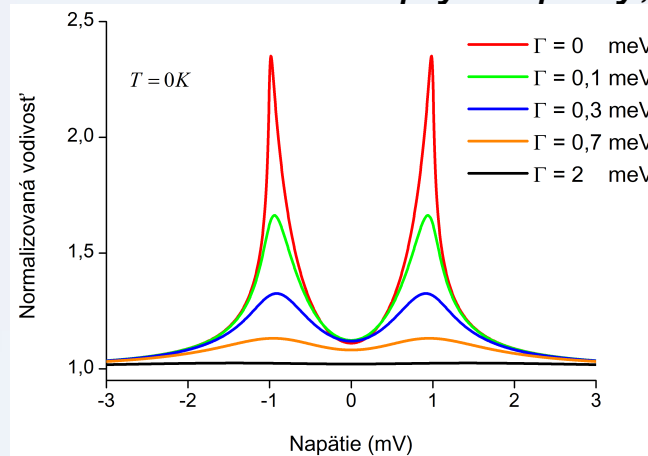 2,5
Γ = 0 meV
T = 0K
Γ = 0,1 meV
Γ = 0,3 meV
2,0
Γ = 0,7 meV
Γ = 2 meV
Normalizovaná vodivosť
1,5
1,0
-3 -2 -1 0 1 2 3
Napätie (mV)